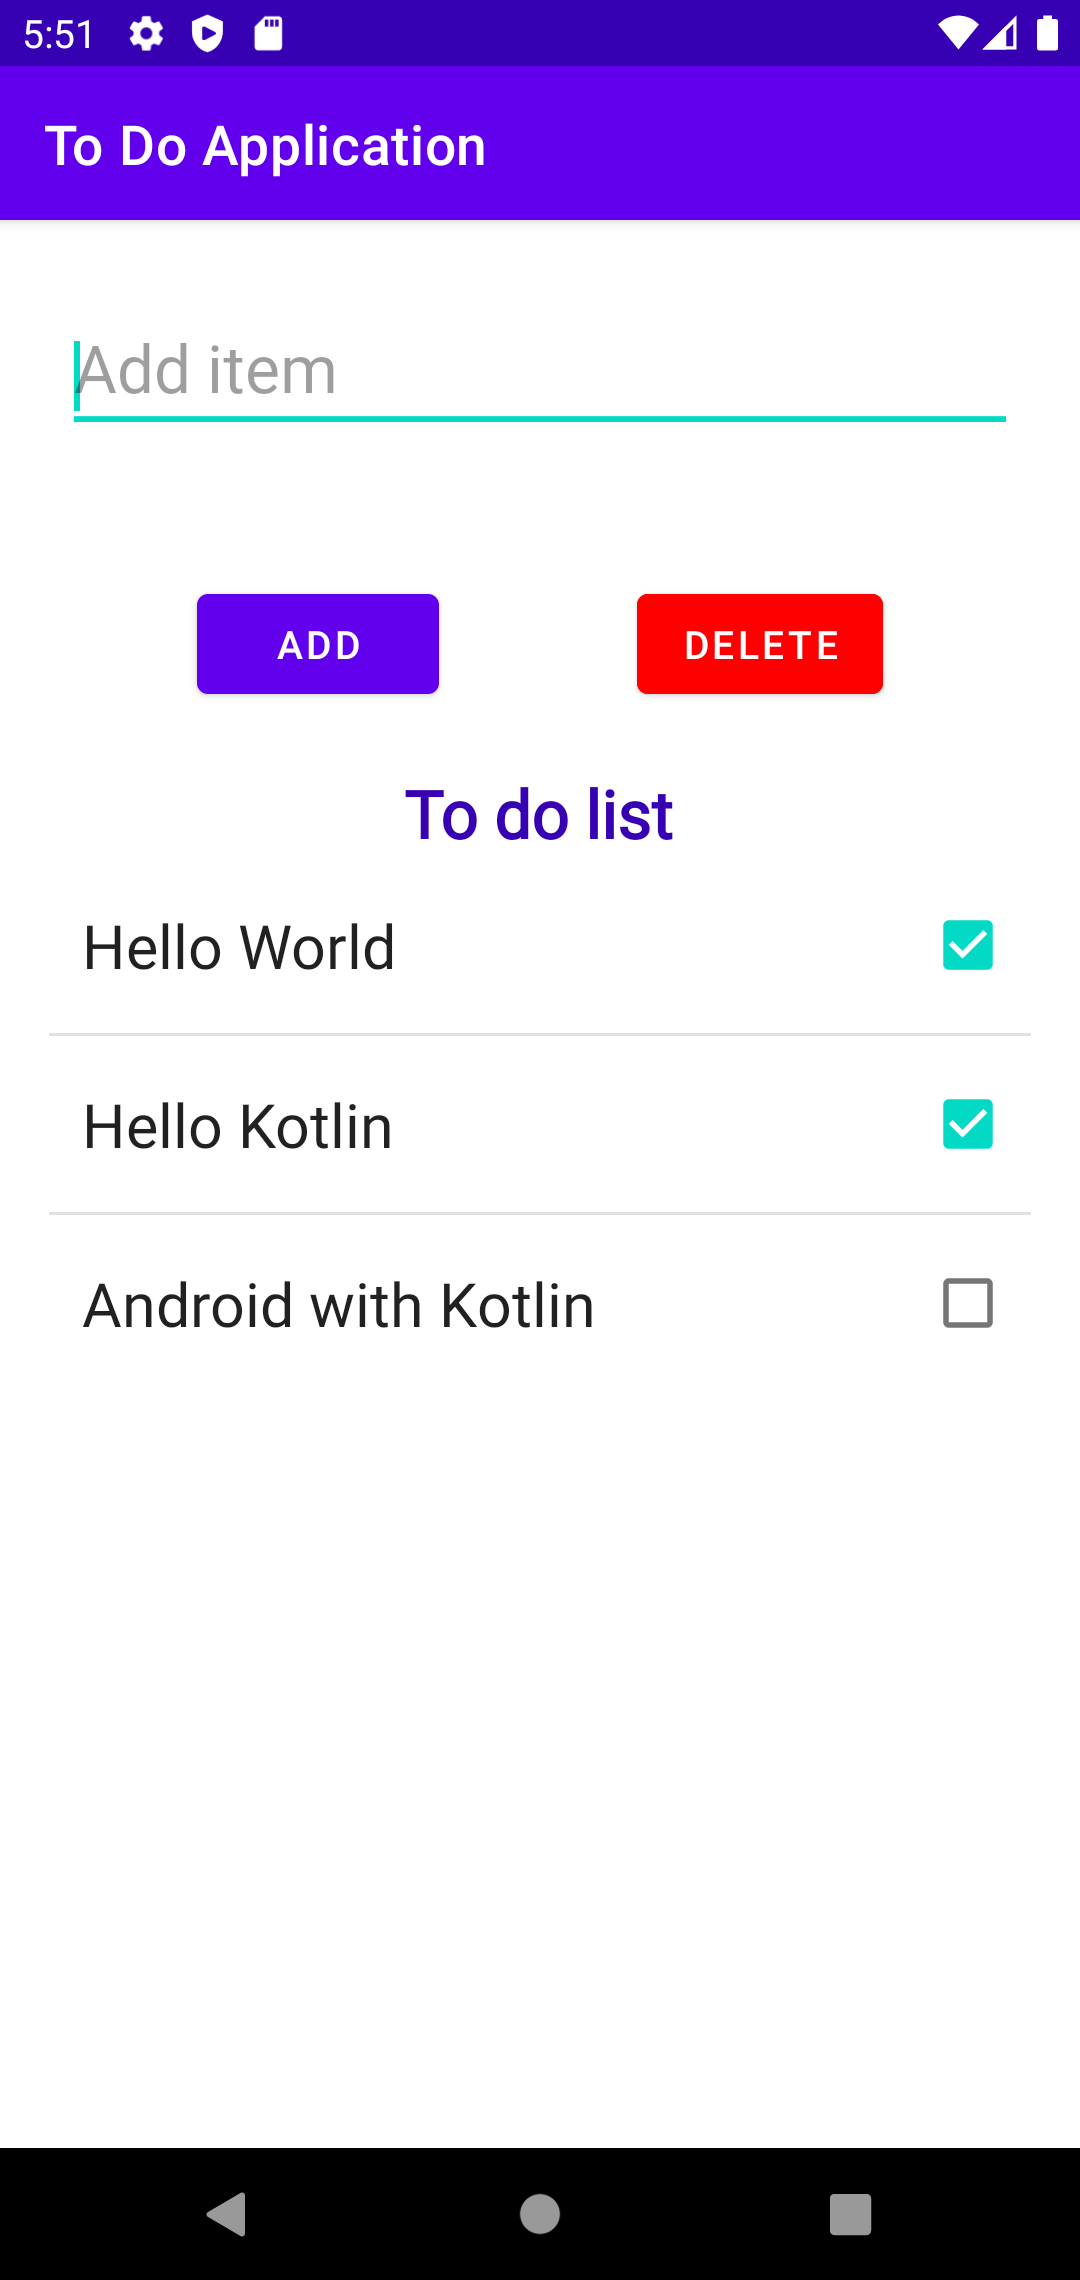 5:51
To Do Application
Add item
ADD DELETE
To do list
Hello World
Hello Kotlin
Android with Kotlin